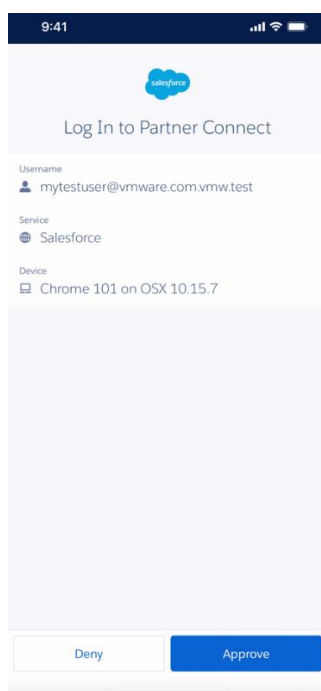 9:41
salesforce
Log In to Partner Connect
Username
mytestuser@vmware.com.vmw.test
Service
Salesforce
Device
Chrome 101 on OSX 10.15.7
Deny
Approve